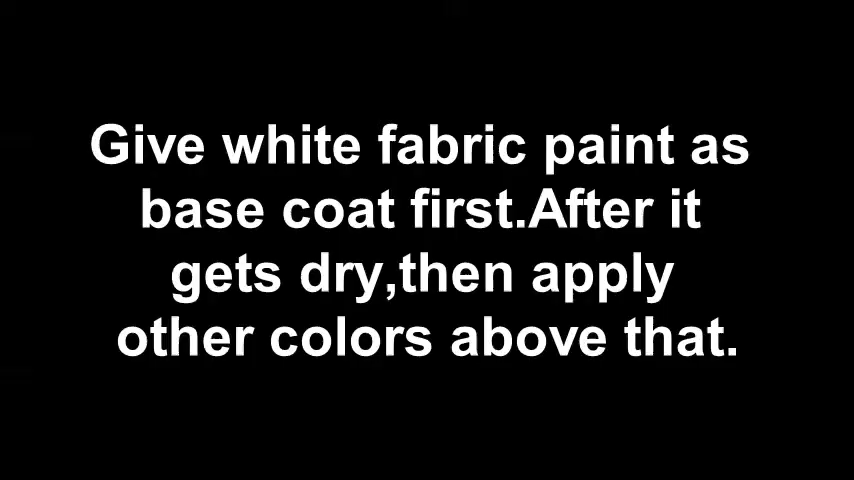 Give white fabric paint as
base coat first.After it
gets dry,then apply
other colors above that.